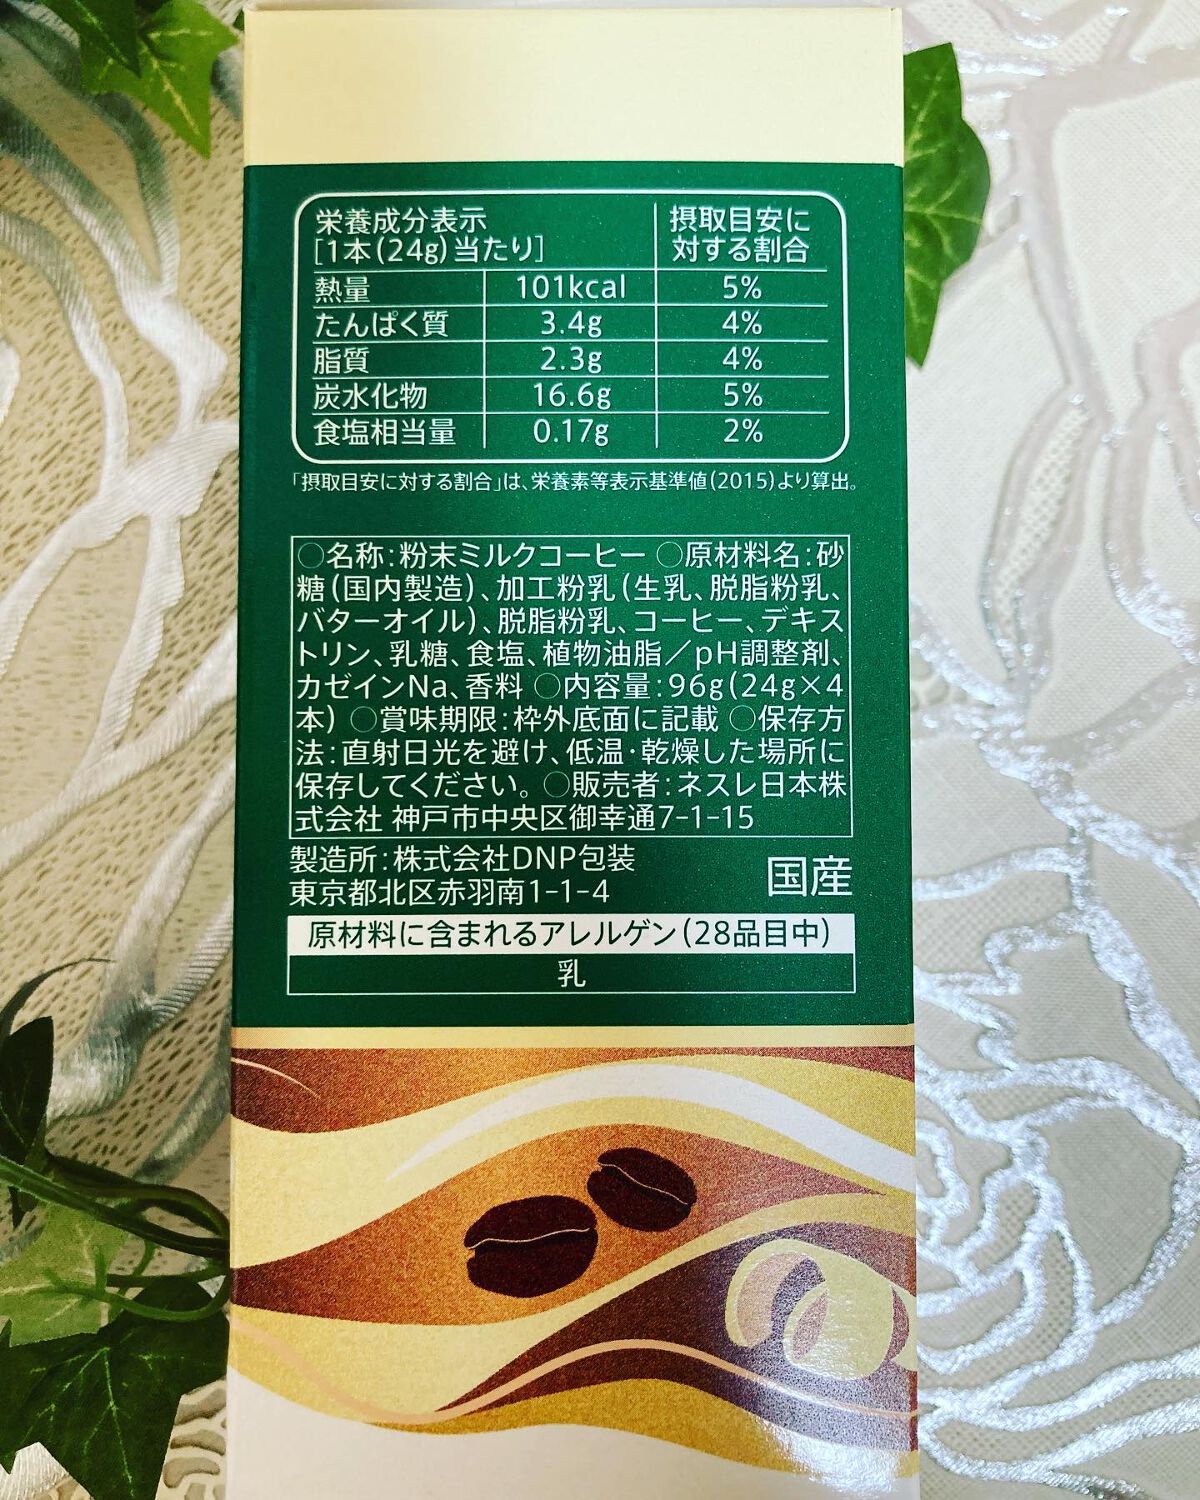 栄養成分表示
[1本(24g)当たり]
摂取目安に
対する割合
熱量 101kcal 5%
たんぱく質 3.4g 4%
脂質 2.3g 4%
炭水化物 16.6g 5%
食塩相当量 0.17g 2%
「摂取目安に対する割合」は、栄養素等表示基準値(2015)より算出。
○名称:粉末ミルクコーヒー ○原材料名:砂
糖(国内製造)、加工粉乳(生乳、脱脂粉乳、
バターオイル)、脱脂粉乳、コーヒー、デキス
トリン、乳糖、食塩、植物油脂/pH調整剤、
カゼインNa、香料 ○内容量:96g(24g×4
本) ○賞味期限:枠外底面に記載 ○保存方
法:直射日光を避け、低温・乾燥した場所に
保存してください。 ○販売者:ネスレ日本株
式会社 神戸市中央区御幸通7-1-15
製造所:株式会社DNP包装
東京都北区赤羽南1-1-4
国産
原材料に含まれるアレルゲン(28品目中)
乳